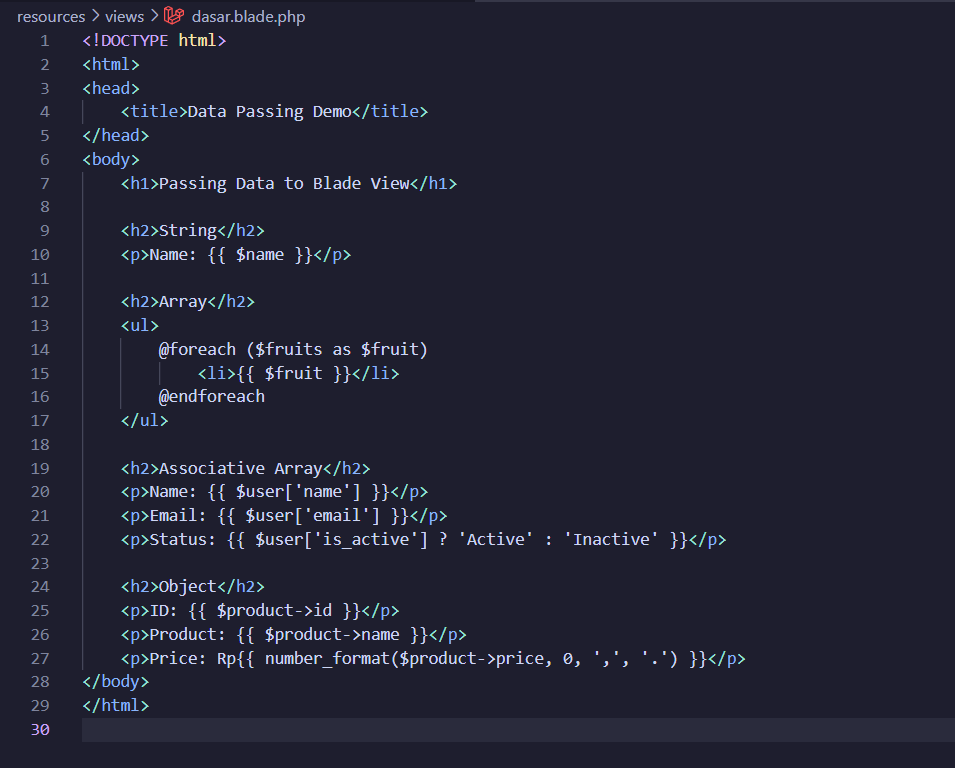 resources > views > dasar.blade.php
1 <!DOCTYPE html>
2 <html>
3 <head>
4     <title>Data Passing Demo</title>
5 </head>
6 <body>
7     <h1>Passing Data to Blade View</h1>
8
9     <h2>String</h2>
10     <p>Name: {{ $name }}</p>
11
12     <h2>Array</h2>
13     <ul>
14         @foreach ($fruits as $fruit)
15             <li>{{ $fruit }}</li>
16         @endforeach
17     </ul>
18
19     <h2>Associative Array</h2>
20     <p>Name: {{ $user['name'] }}</p>
21     <p>Email: {{ $user['email'] }}</p>
22     <p>Status: {{ $user['is_active'] ? 'Active' : 'Inactive' }}</p>
23
24     <h2>Object</h2>
25     <p>ID: {{ $product->id }}</p>
26     <p>Product: {{ $product->name }}</p>
27     <p>Price: Rp{{ number_format($product->price, 0, ',', '.') }}</p>
28 </body>
29 </html>
30